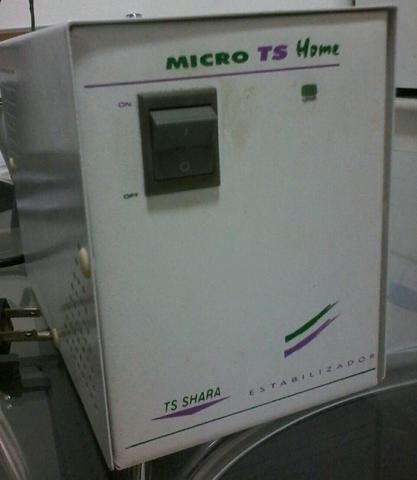 MICRO TS Home
ON
I
O
OFF
TS SHARA
ESTABILIZADOR